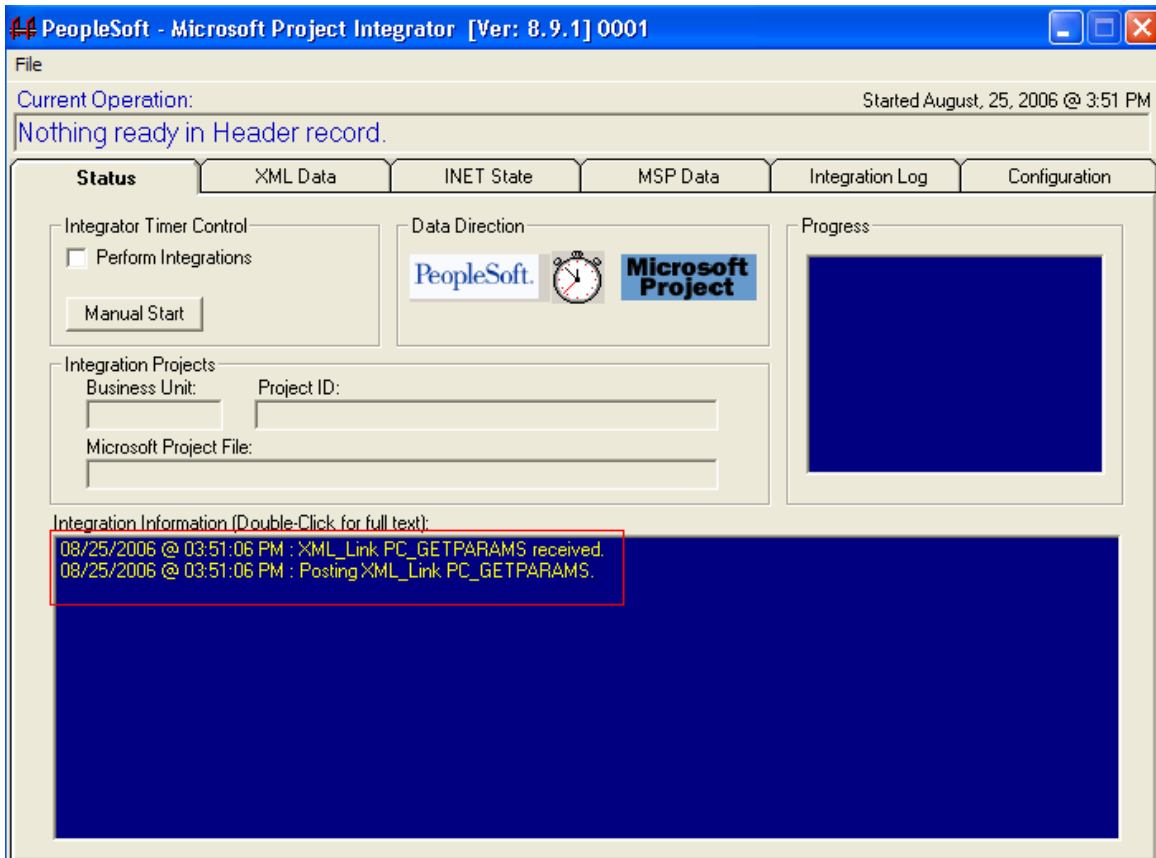 PeopleSoft - Microsoft Project Integrator [Ver: 8.9.1] 0001
File
Current Operation:
Started August, 25, 2006 @ 3:51 PM
Nothing ready in Header record.
Status
XML Data
INET State
MSP Data
Integration Log
Configuration
Integrator Timer Control
Perform Integrations
Manual Start
Data Direction
PeopleSoft.
Microsoft
Project
Progress
Integration Projects
Business Unit:
Project ID:
Microsoft Project File:
Integration Information (Double-Click for full text):
08/25/2006 @ 03:51:06 PM : XML_Link PC_GETPARAMS received.
08/25/2006 @ 03:51:06 PM : Posting XML_Link PC_GETPARAMS.